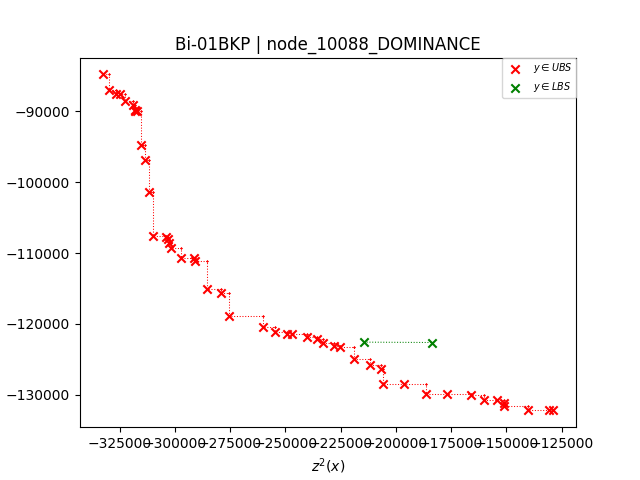 Bi-01BKP | node_10088_DOMINANCE
y ∈ UBS
y ∈ LBS
−90000
−100000
−110000
−120000
−130000
−325000 −300000 −275000 −250000 −225000 −200000 −175000 −150000 −125000
z²(x)